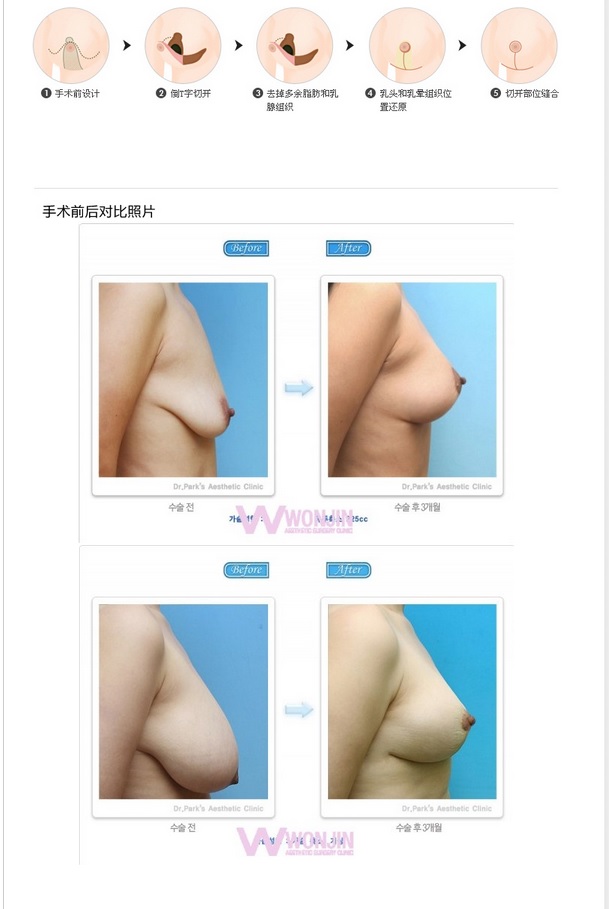 ❶ 手术前设计
❷ 倒T字切开
❸ 去掉多余脂肪和乳
腺组织
❹ 乳头和乳晕组织位
置还原
❺ 切开部位缝合
手术前后对比照片
Before After
Dr,Park's Aesthetic Clinic Dr,Park's Aesthetic Clinic
수술 전 수술 후 3개월
WONJIN
AESTHETIC SURGERY CLINIC
Before After
Dr,Park's Aesthetic Clinic Dr,Park's Aesthetic Clinic
수술 전 수술 후 3개월
WONJIN
AESTHETIC SURGERY CLINIC